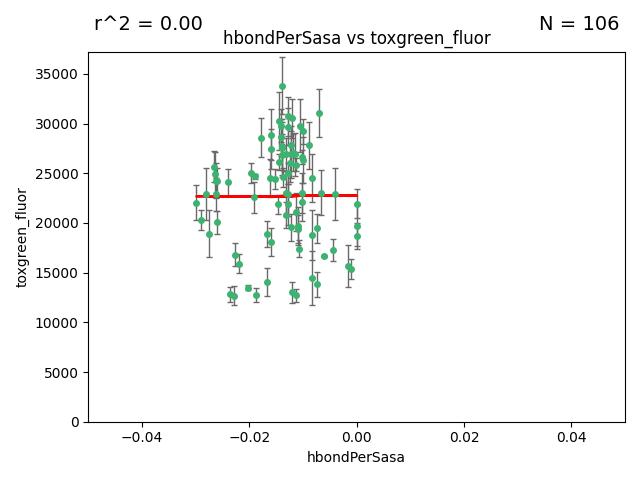 r^2 = 0.00
N = 106
hbondPerSasa vs toxgreen_fluor
35000
30000
25000
20000
15000
10000
5000
0
toxgreen_fluor
−0.04
−0.02
0.00
0.02
0.04
hbondPerSasa